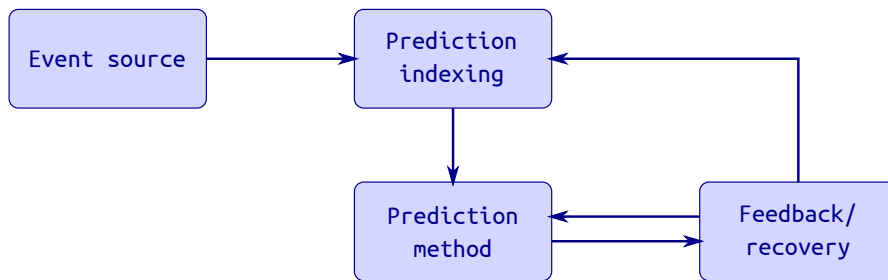 Event source
Prediction
indexing
Prediction
method
Feedback/
recovery